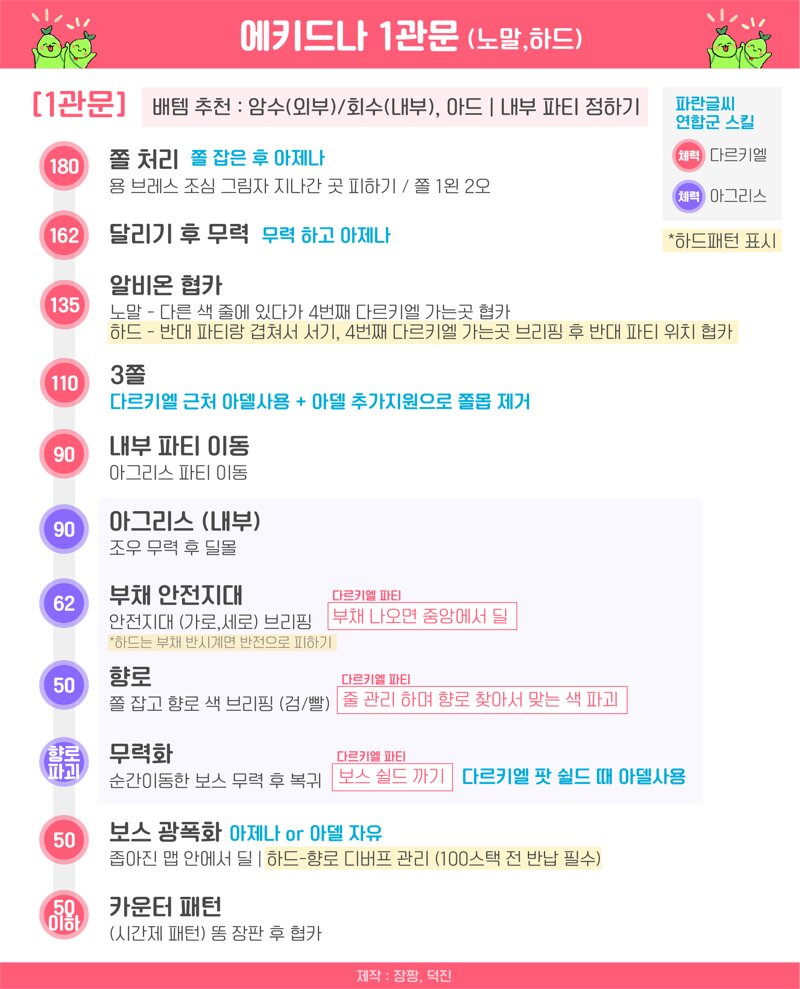 에키드나 1관문 (노말,하드)
[1관문] 배템 추천 : 암수(외부)/회수(내부), 아드 | 내부 파티 정하기
파란글씨
연합군 스킬
체력 다르키엘
체력 아그리스
*하드패턴 표시
180 쫄 처리 쫄 잡은 후 아제나
용 브레스 조심 그림자 지나간 곳 피하기 / 쫄 1왼 2오
162 달리기 후 무력 무력 하고 아제나
135 알비온 협카
노말 - 다른 색 줄에 있다가 4번째 다르키엘 가는곳 협카
하드 - 반대 파티랑 겹쳐서 서기, 4번째 다르키엘 가는곳 브리핑 후 반대 파티 위치 협카
110 3쫄
다르키엘 근처 아델사용 + 아델 추가지원으로 쫄몹 제거
90 내부 파티 이동
아그리스 파티 이동
90 아그리스 (내부)
조우 무력 후 딜몰
62 부채 안전지대
안전지대 (가로,세로) 브리핑
*하드는 부채 반시계면 반전으로 피하기
다르키엘 파티
부채 나오면 중앙에서 딜
50 향로
쫄 잡고 향로 색 브리핑 (검/빨)
다르키엘 파티
줄 관리 하며 향로 찾아서 맞는 색 파괴
향로
파괴
무력화
순간이동한 보스 무력 후 복귀
다르키엘 파티
보스 쉴드 까기 다르키엘 팟 쉴드 때 아델사용
50 보스 광폭화 아제나 or 아델 자유
좁아진 맵 안에서 딜 | 하드-향로 디버프 관리 (100스택 전 반납 필수)
50
이하
카운터 패턴
(시간제 패턴) 똥 장판 후 협카
제작 : 장짱, 덕진